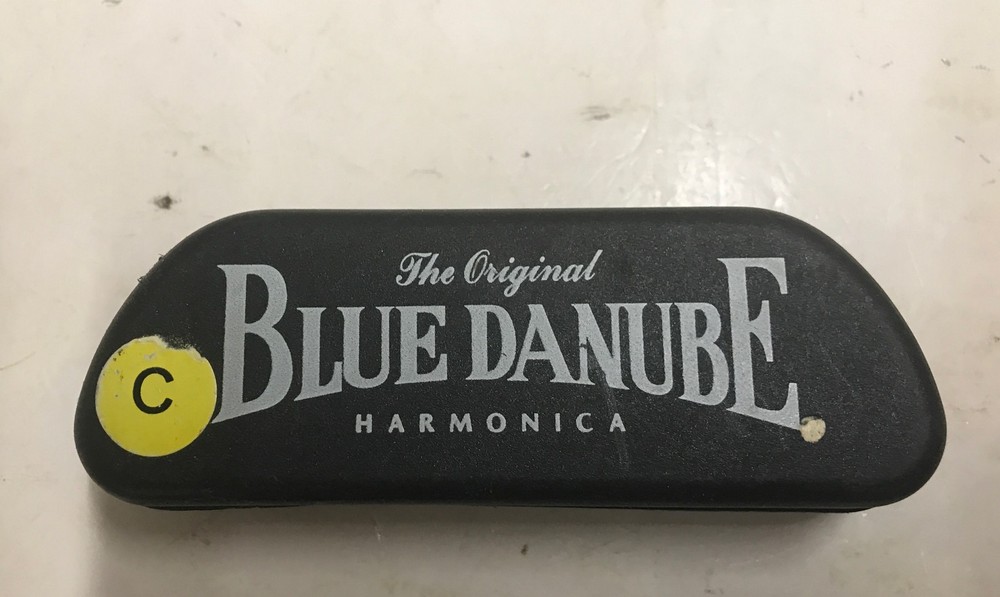 The Original
BLUE DANUBE
HARMONICA
C